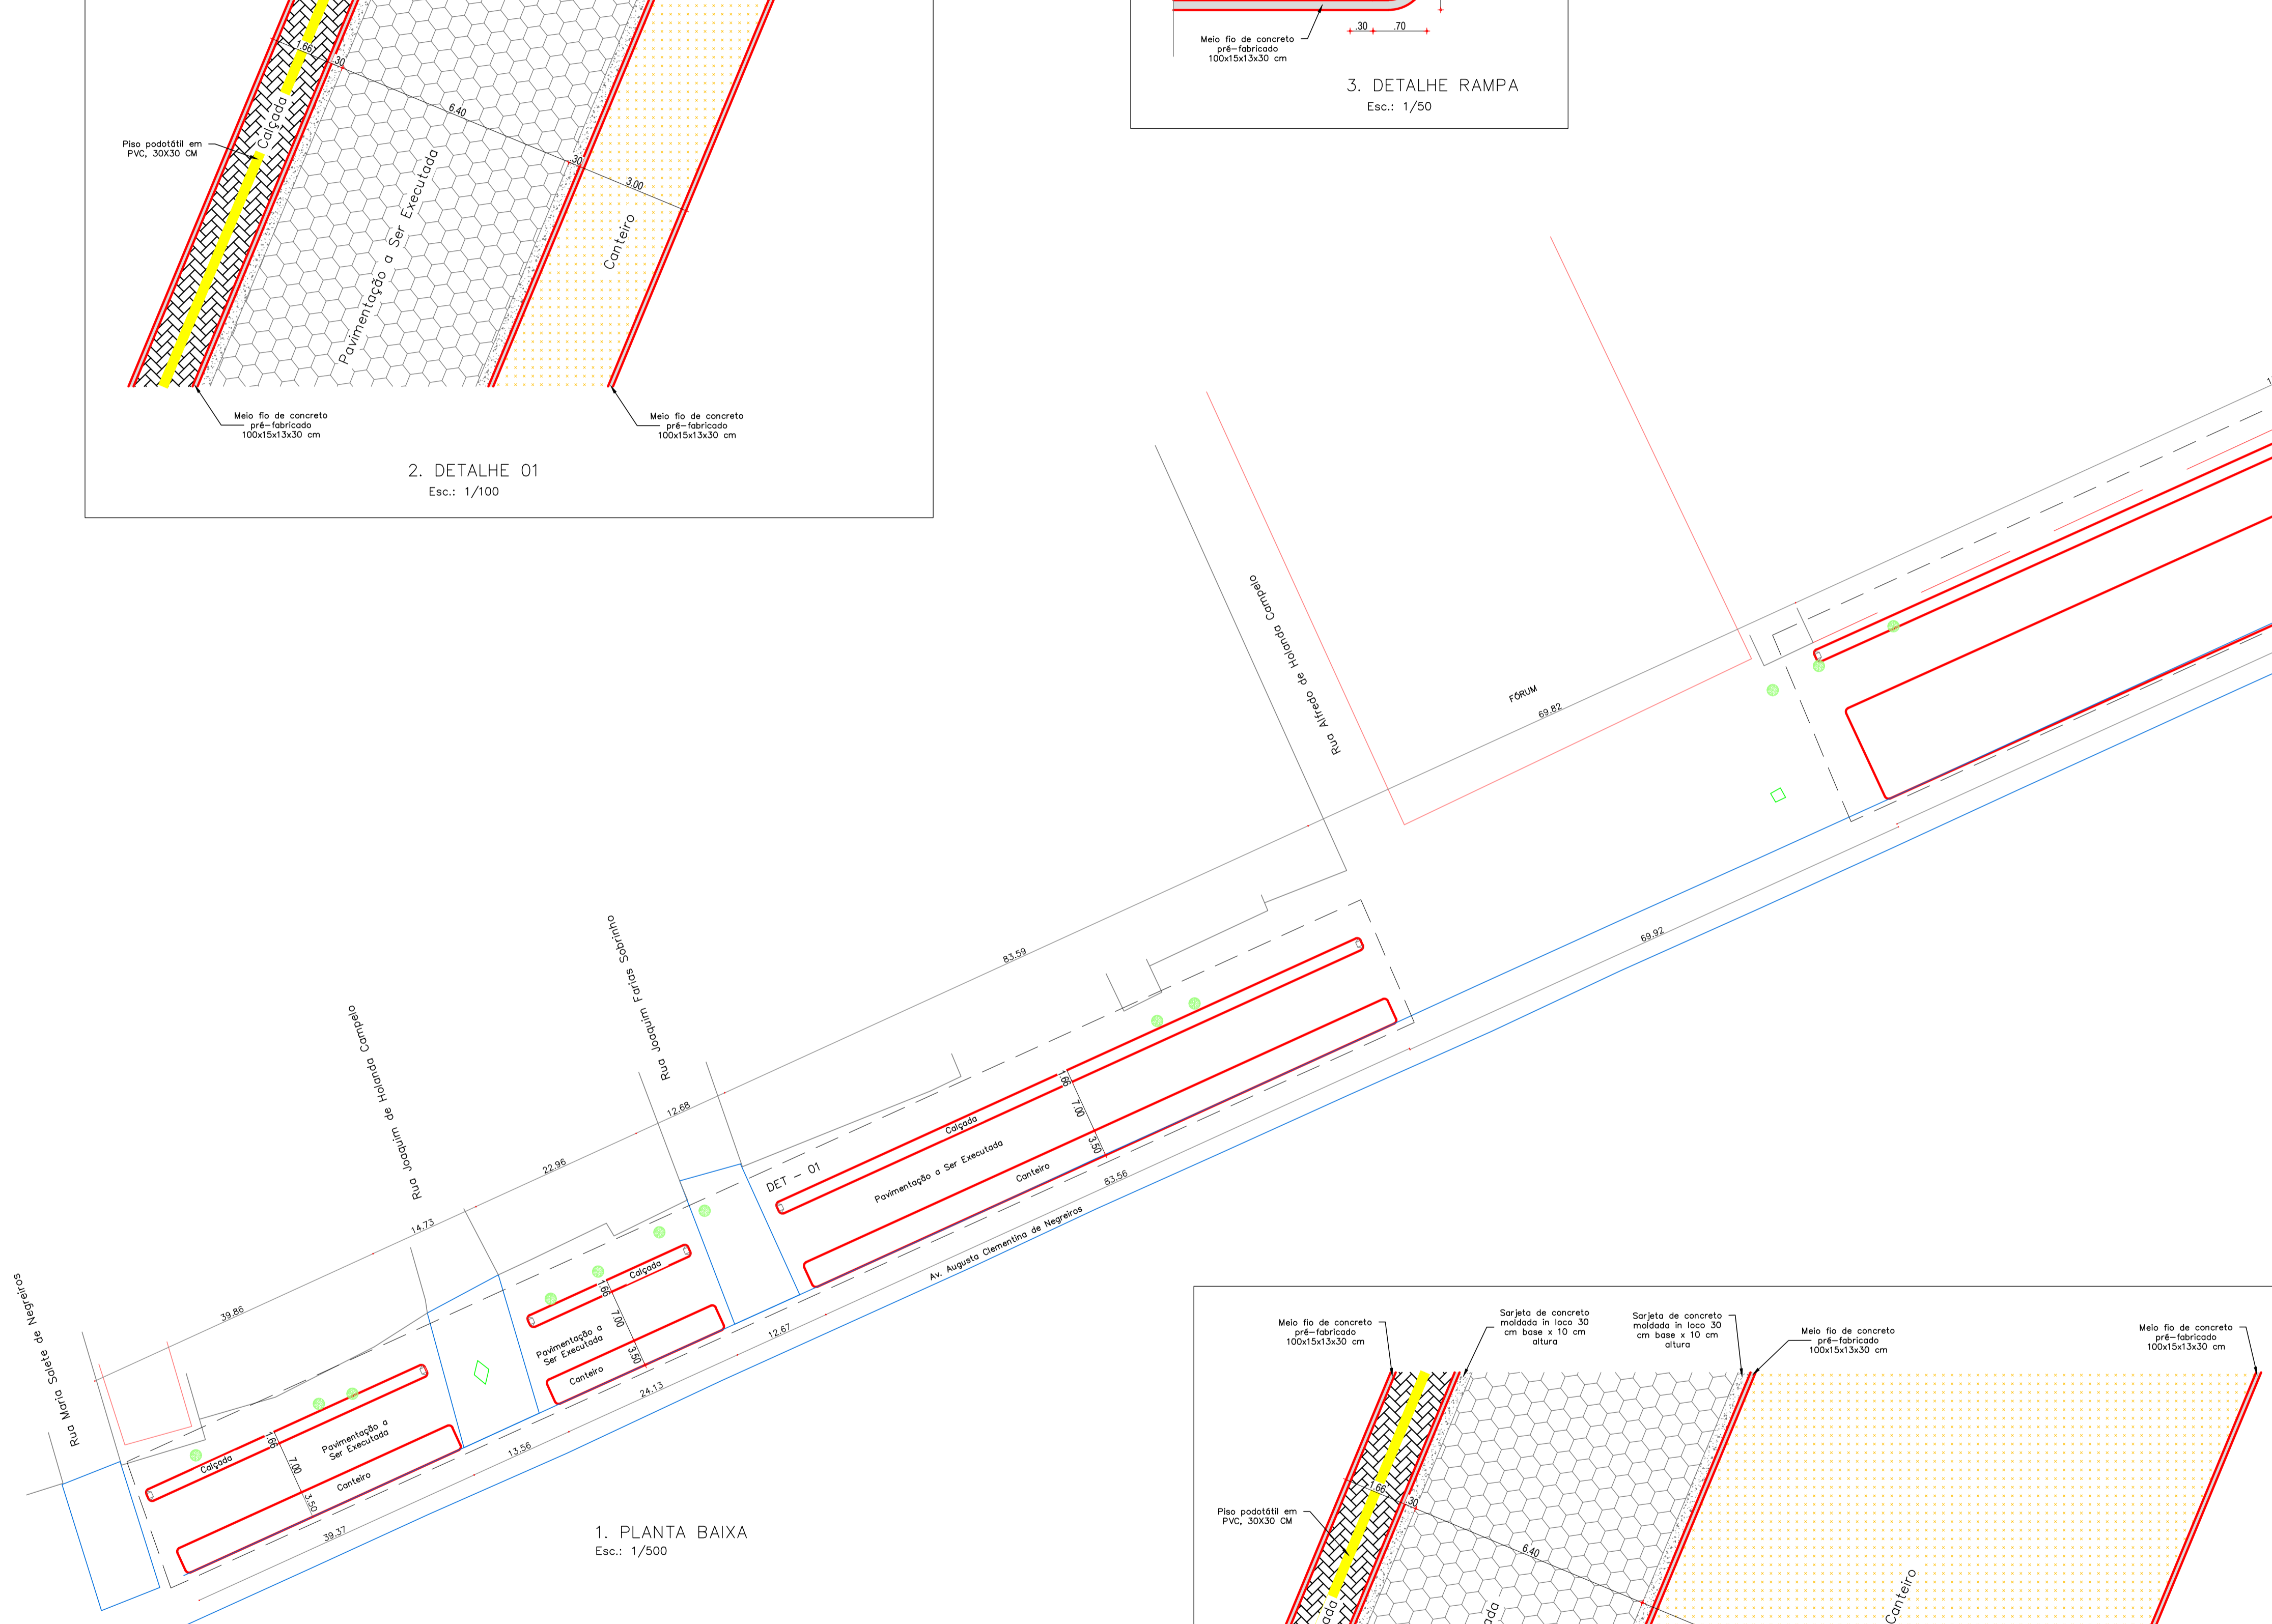 1.66
.30
6.40
.30
3.00
Calçada
Piso podotátil em
PVC, 30X30 CM
Pavimentação a Ser Executada
Canteiro
Meio fio de concreto
pré-fabricado
100x15x13x30 cm
Meio fio de concreto
pré-fabricado
100x15x13x30 cm
2. DETALHE 01
Esc.: 1/100
Meio fio de concreto
pré-fabricado
100x15x13x30 cm
.30
.70
3. DETALHE RAMPA
Esc.: 1/50
Rua Alfredo de Holanda Campelo
FÓRUM
69.82
69.92
83.59
Rua Joaquim Farias Sobrinho
12.68
Rua Joaquim de Holanda Campelo
22.96
14.73
39.86
Rua Maria Salete de Negreiros
DET - 01
Calçada
1.66
7.00
3.50
Pavimentação a Ser Executada
Canteiro
83.56
Av. Augusta Clementina de Negreiros
Calçada
1.66
7.00
3.50
Pavimentação a
Ser Executada
Canteiro
12.67
24.13
13.56
Calçada
1.66
7.00
3.50
Pavimentação a
Ser Executada
Canteiro
39.37
1. PLANTA BAIXA
Esc.: 1/500
Meio fio de concreto
pré-fabricado
100x15x13x30 cm
Sarjeta de concreto
moldada in loco 30
cm base x 10 cm
altura
Sarjeta de concreto
moldada in loco 30
cm base x 10 cm
altura
Meio fio de concreto
pré-fabricado
100x15x13x30 cm
Meio fio de concreto
pré-fabricado
100x15x13x30 cm
1.66
.30
6.40
Piso podotátil em
PVC, 30X30 CM
Canteiro